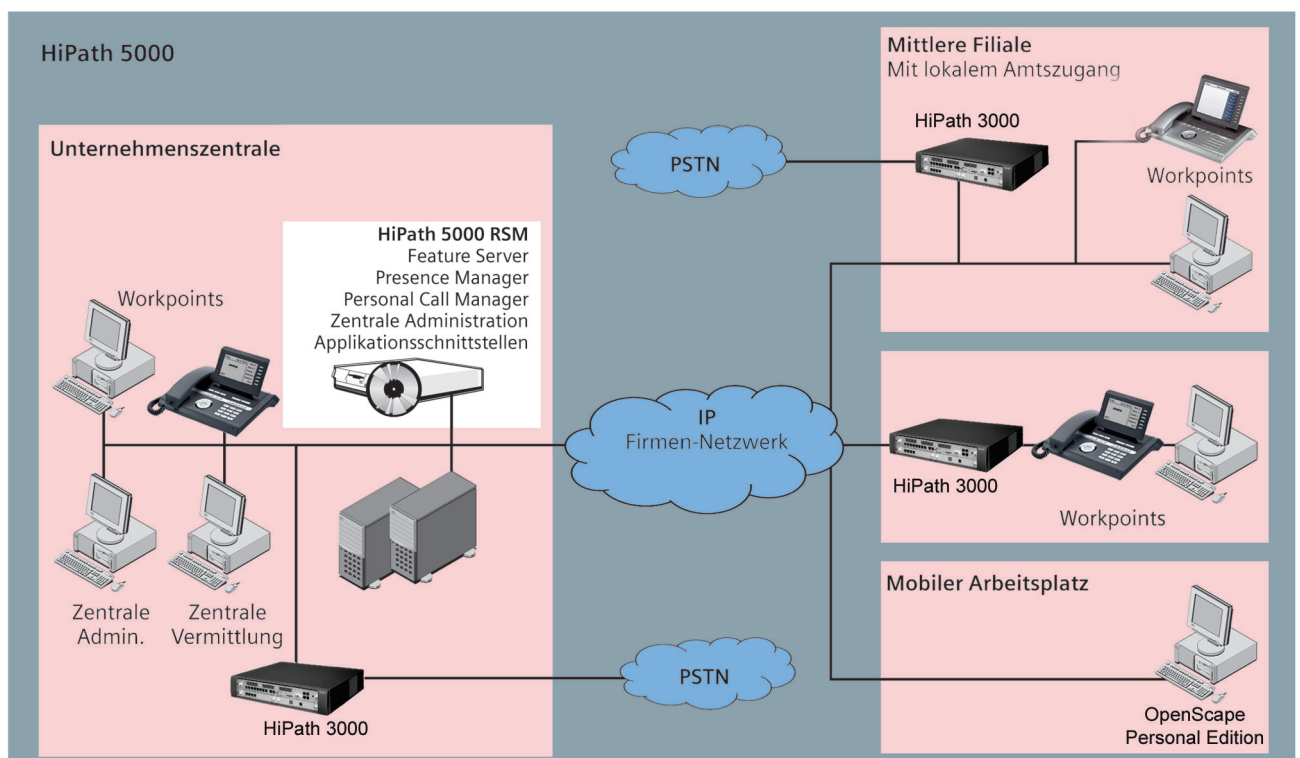 HiPath 5000
Unternehmenszentrale
HiPath 5000 RSM
Feature Server
Presence Manager
Personal Call Manager
Zentrale Administration
Applikationsschnittstellen
Workpoints
Zentrale
Admin.
Zentrale
Vermittlung
HiPath 3000
PSTN
IP
Firmen-Netzwerk
PSTN
Mittlere Filiale
Mit lokalem Amtszugang
HiPath 3000
Workpoints
HiPath 3000
Workpoints
Mobiler Arbeitsplatz
OpenScape
Personal Edition